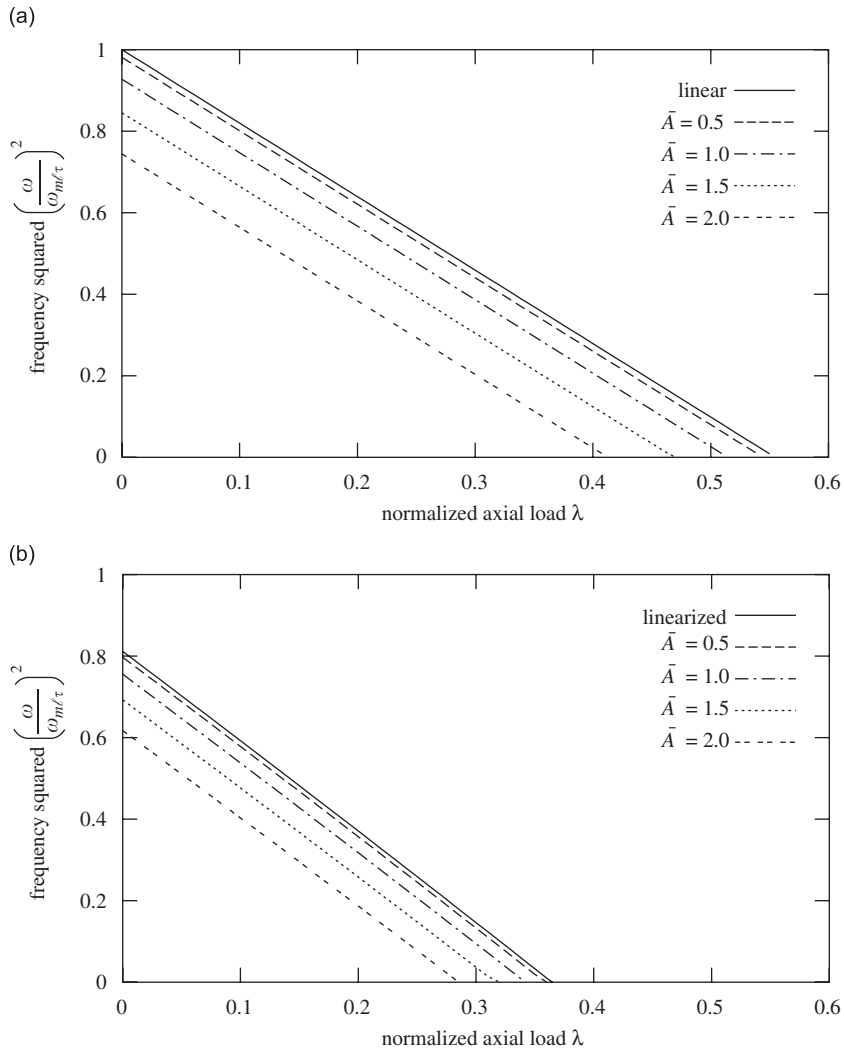 (a)
1
0.8
0.6
0.4
0.2
0
0
0.1
0.2
0.3
0.4
0.5
0.6
frequency squared (ω/ω_mℓτ)²
normalized axial load λ
linear
Ā = 0.5
Ā = 1.0
Ā = 1.5
Ā = 2.0
(b)
1
0.8
0.6
0.4
0.2
0
0
0.1
0.2
0.3
0.4
0.5
0.6
frequency squared (ω/ω_mℓτ)²
normalized axial load λ
linearized
Ā = 0.5
Ā = 1.0
Ā = 1.5
Ā = 2.0